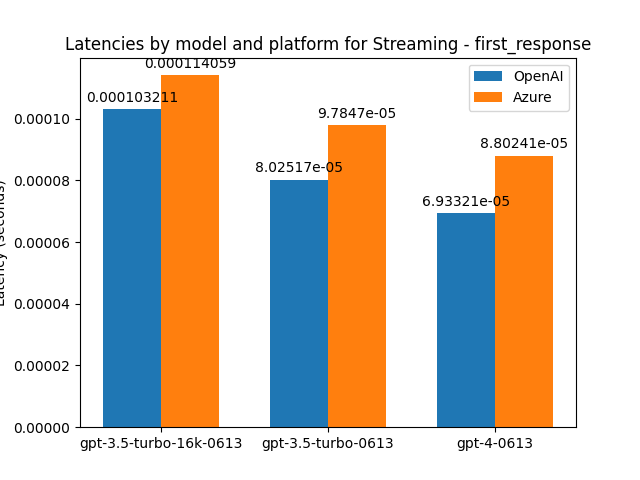 Latencies by model and platform for Streaming - first_response
OpenAI
Azure
0.000114059
0.000103211
9.7847e-05
8.02517e-05
8.80241e-05
6.93321e-05
Latency (seconds)
0.00010
0.00008
0.00006
0.00004
0.00002
0.00000
gpt-3.5-turbo-16k-0613
gpt-3.5-turbo-0613
gpt-4-0613